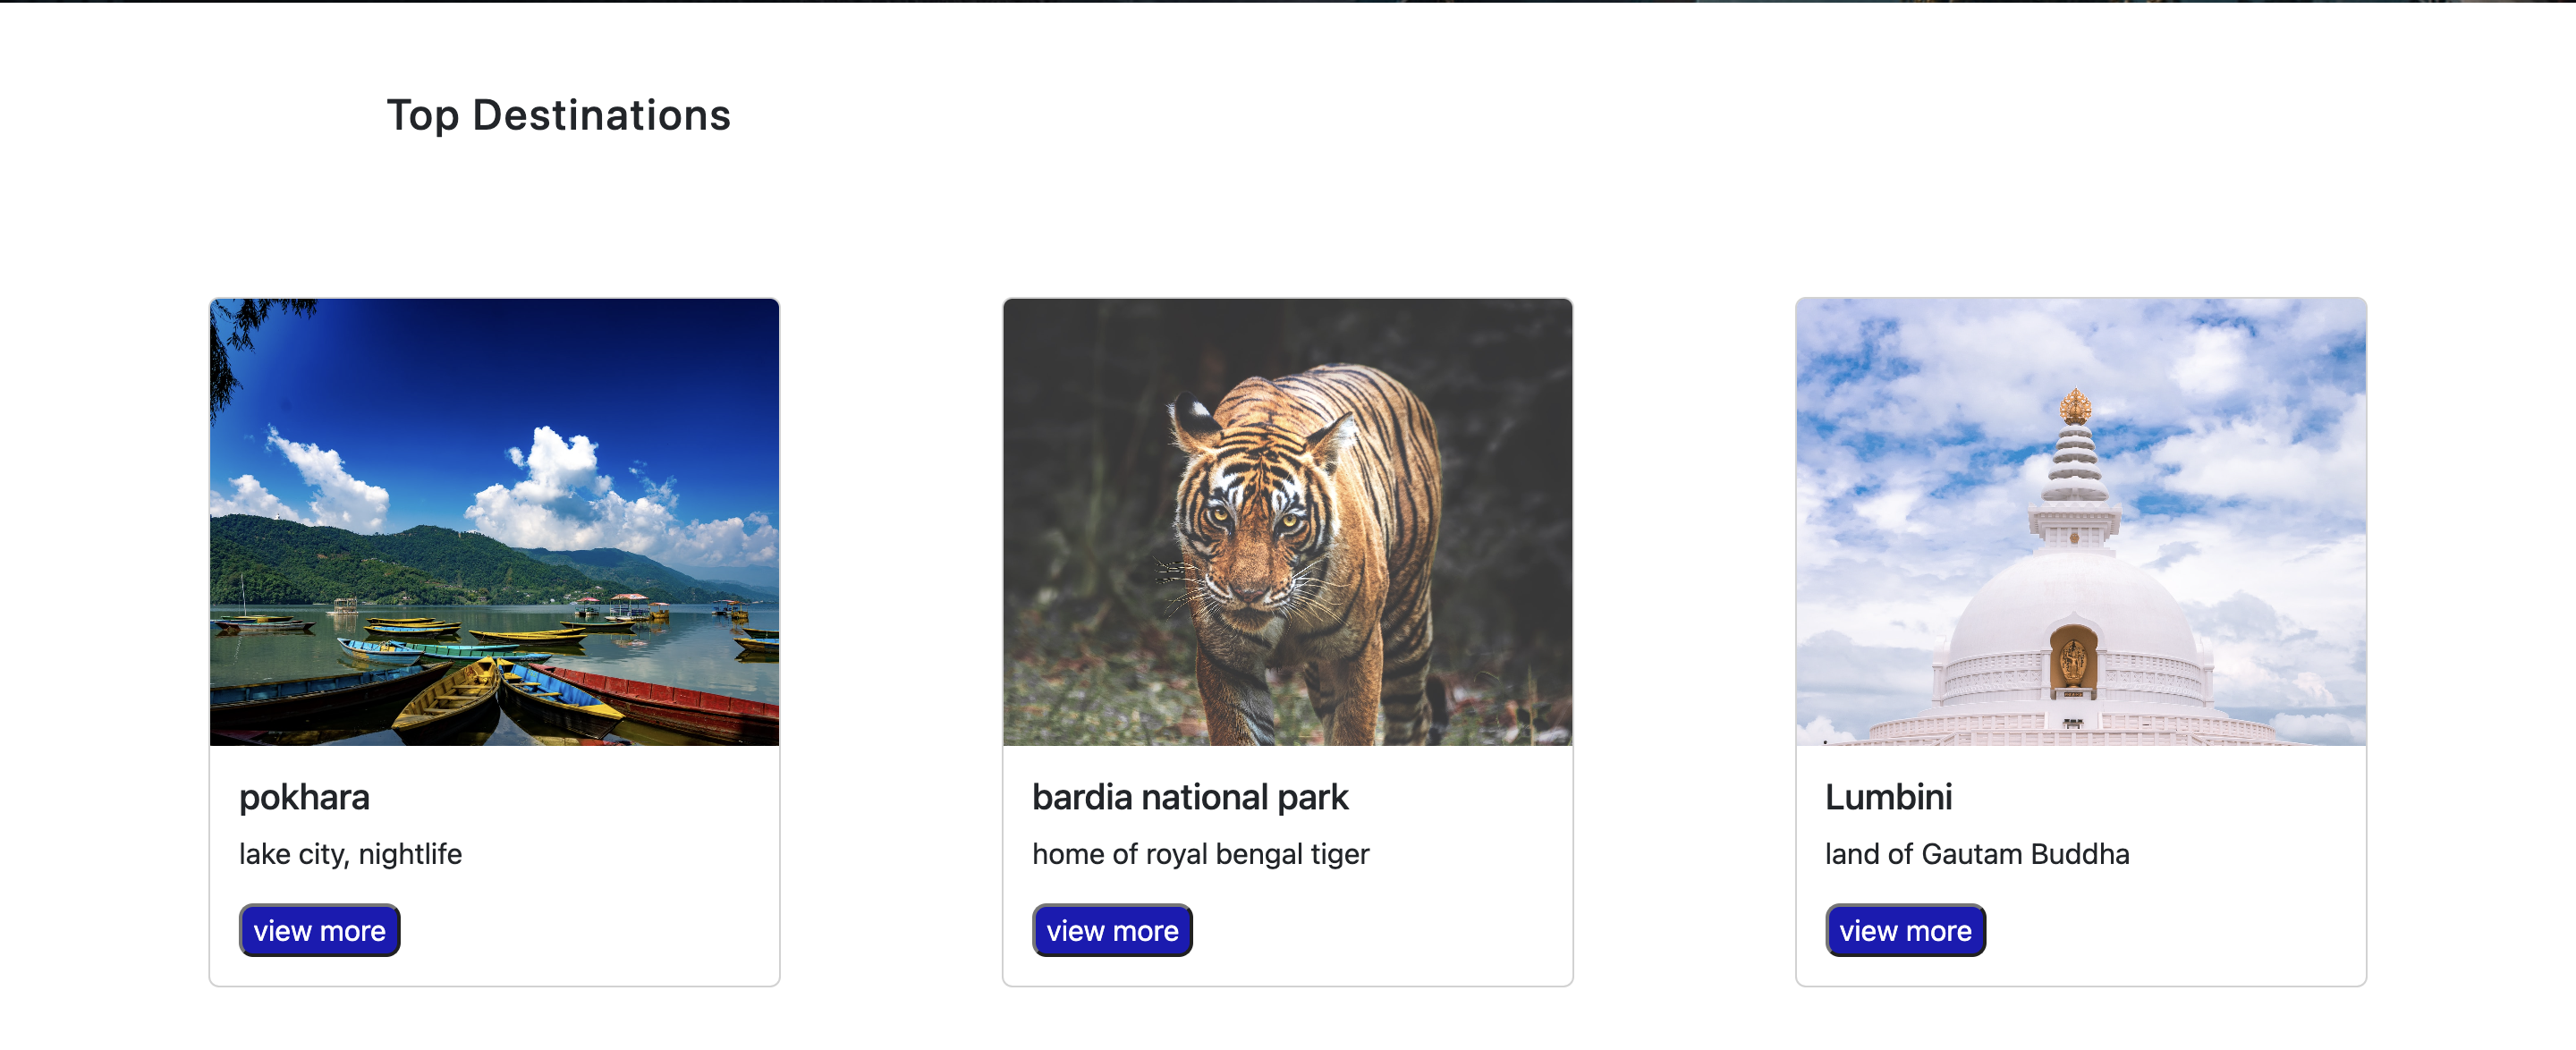 Top Destinations
pokhara
lake city, nightlife
view more
bardia national park
home of royal bengal tiger
view more
Lumbini
land of Gautam Buddha
view more